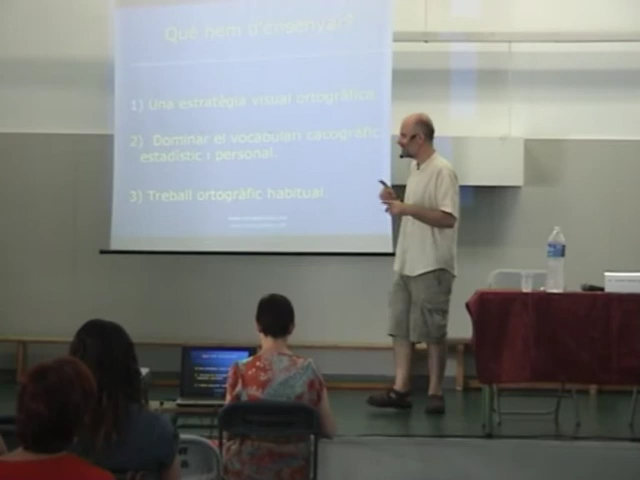 Què hem d'ensenyar?
1) Una estratègia visual ortogràfica.
2) Dominar el vocabulari cacogràfic
estadístic i personal.
3) Treball ortogràfic habitual.